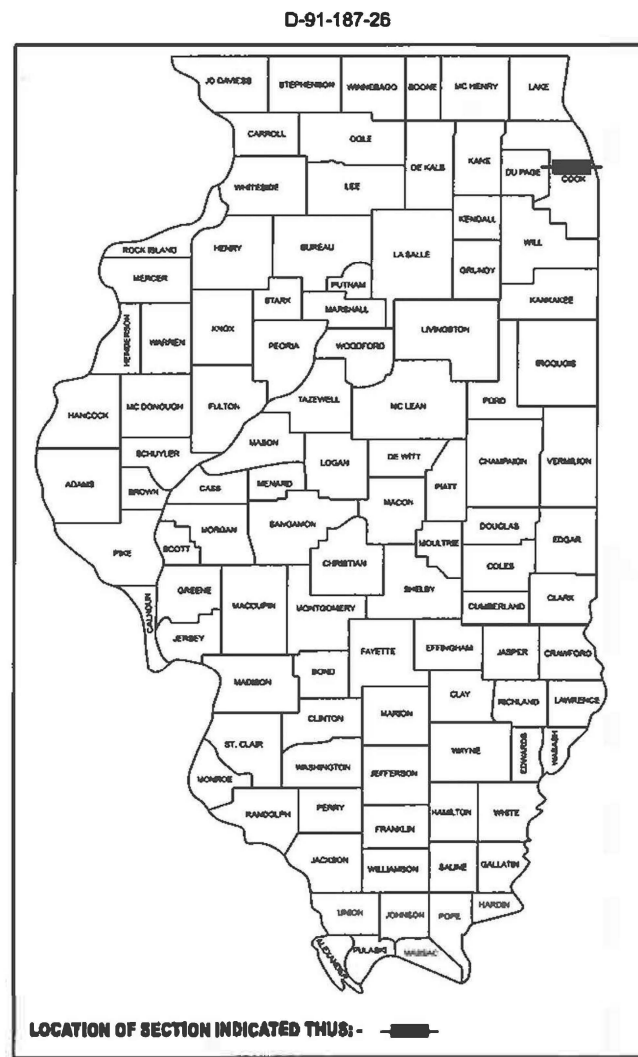 D-91-187-26
JO DAVIESS STEPHENSON WINNEBAGO BOONE MC HENRY LAKE
CARROLL OGLE
DE KALB KANE DU PAGE COOK
WHITESIDE LEE
KENDALL
ROCK ISLAND HENRY BUREAU LA SALLE WILL
MERCER PUTNAM GRUNDY
STARK MARSHALL KANKAKEE
HENDERSON WARREN KNOX PEORIA WOODFORD LIVINGSTON IROQUOIS
HANCOCK MC DONOUGH FULTON TAZEWELL MC LEAN FORD
MASON
SCHUYLER LOGAN DE WITT CHAMPAIGN VERMILION
ADAMS BROWN CASS MENARD PIATT
MACON
PIKE SCOTT MORGAN SANGAMON MOULTRIE DOUGLAS EDGAR
CHRISTIAN COLES
CALHOUN GREENE MACOUPIN MONTGOMERY SHELBY CUMBERLAND CLARK
JERSEY
FAYETTE EFFINGHAM JASPER CRAWFORD
MADISON BOND
CLAY RICHLAND LAWRENCE
CLINTON MARION
ST. CLAIR WAYNE EDWARDS WABASH
WASHINGTON JEFFERSON
MONROE
RANDOLPH PERRY HAMILTON WHITE
FRANKLIN
JACKSON WILLIAMSON SALINE GALLATIN
UNION JOHNSON POPE HARDIN
ALEXANDER PULASKI MASSAC
LOCATION OF SECTION INDICATED THUS: -